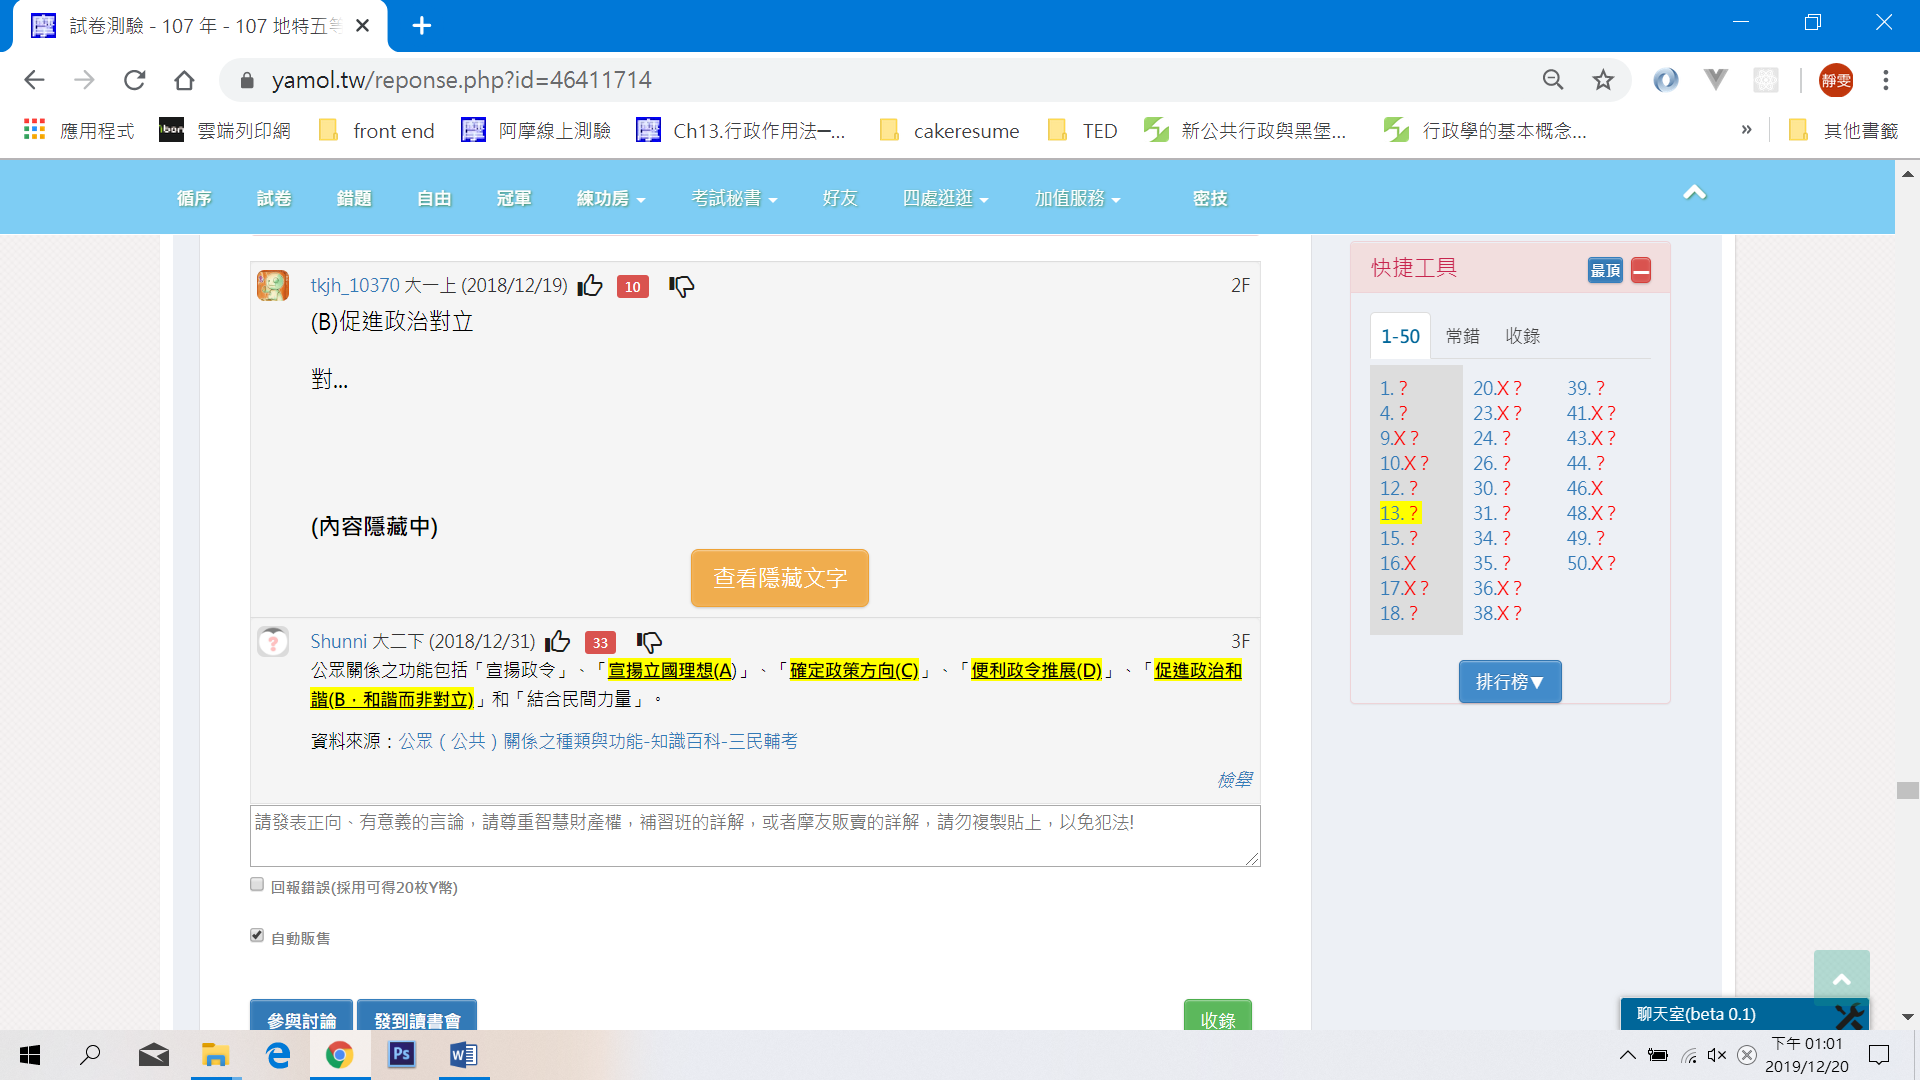 試卷測驗 - 107 年 - 107 地特五等
yamol.tw/reponse.php?id=46411714
靜雯
應用程式
ibon
雲端列印網
front end
摩
阿摩線上測驗
摩
Ch13.行政作用法—...
cakeresume
TED
新公共行政與黑堡...
行政學的基本概念...
»
其他書籤
循序
試卷
錯題
自由
冠軍
練功房
考試秘書
好友
四處逛逛
加值服務
密技
tkjh_10370 大一上 (2018/12/19) 10 2F
(B)促進政治對立
對...
(內容隱藏中)
查看隱藏文字
Shunni 大二下 (2018/12/31) 33 3F
公眾關係之功能包括「宣揚政令」、「宣揚立國理想(A)」、「確定政策方向(C)」、「便利政令推展(D)」、「促進政治和
諧(B，和諧而非對立)」和「結合民間力量」。
資料來源：公眾（公共）關係之種類與功能-知識百科-三民輔考
檢舉
請發表正向、有意義的言論，請尊重智慧財產權，補習班的詳解，或者摩友販賣的詳解，請勿複製貼上，以免犯法!
回報錯誤(採用可得20枚Y幣)
自動販售
參與討論
發到讀書會
收錄
快捷工具
最頂
1-50
常錯
收錄
1. ?
4. ?
9.X ?
10.X ?
12. ?
13. ?
15. ?
16.X
17.X ?
18. ?
20.X ?
23.X ?
24. ?
26. ?
30. ?
31. ?
34. ?
35. ?
36.X ?
38.X ?
39. ?
41.X ?
43.X ?
44. ?
46.X
48.X ?
49. ?
50.X ?
排行榜▼
聊天室(beta 0.1)
Ps
下午 01:01
2019/12/20